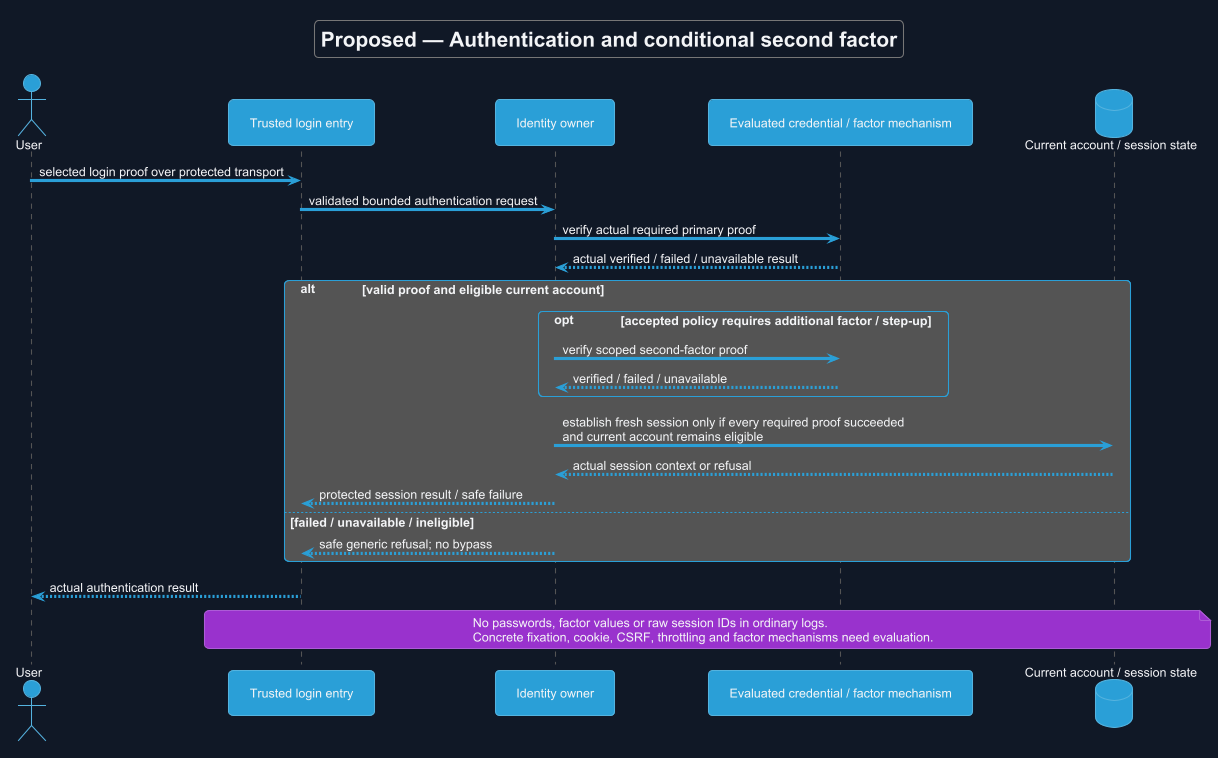 Proposed — Authentication and conditional second factor
User
Trusted login entry
Identity owner
Evaluated credential / factor mechanism
Current account / session state
selected login proof over protected transport
validated bounded authentication request
verify actual required primary proof
actual verified / failed / unavailable result
alt
[valid proof and eligible current account]
opt
[accepted policy requires additional factor / step-up]
verify scoped second-factor proof
verified / failed / unavailable
establish fresh session only if every required proof succeeded
and current account remains eligible
actual session context or refusal
protected session result / safe failure
[failed / unavailable / ineligible]
safe generic refusal; no bypass
actual authentication result
No passwords, factor values or raw session IDs in ordinary logs.
Concrete fixation, cookie, CSRF, throttling and factor mechanisms need evaluation.
User
Trusted login entry
Identity owner
Evaluated credential / factor mechanism
Current account / session state